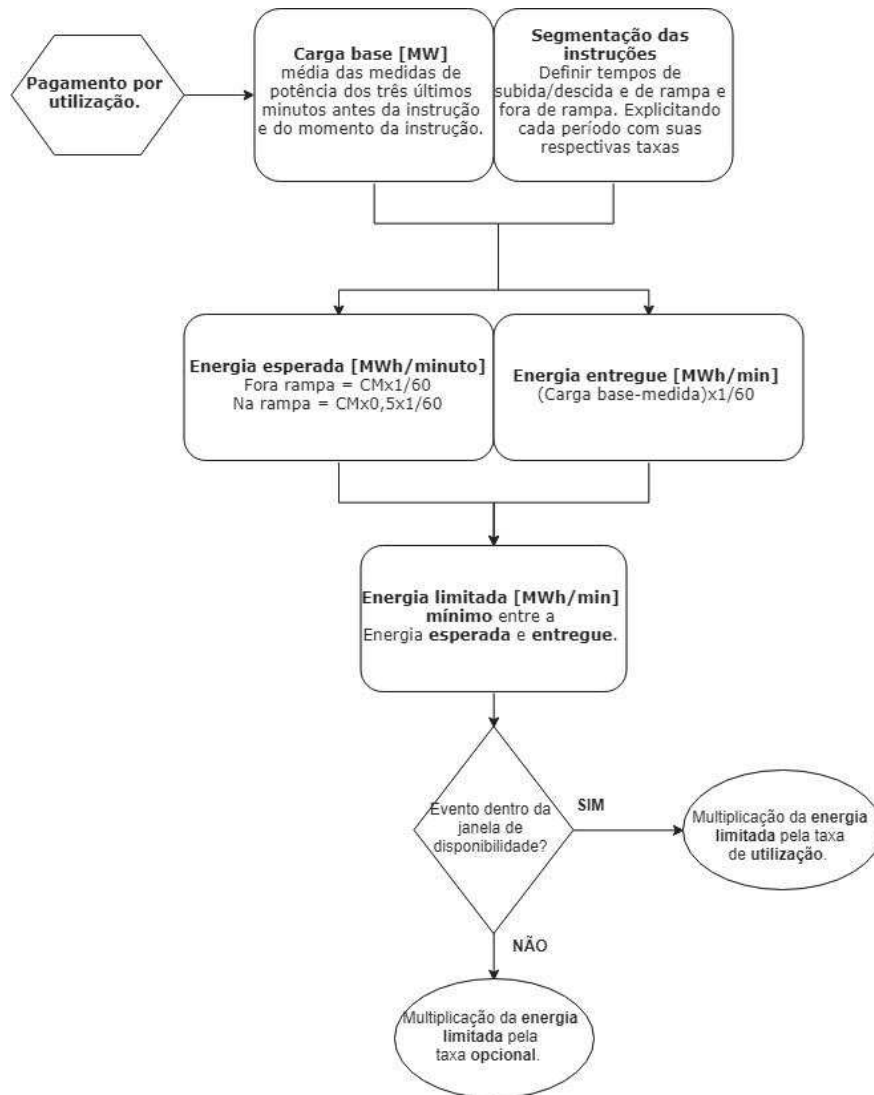 Pagamento por
utilização.
Carga base [MW]
média das medidas de
potência dos três últimos
minutos antes da instrução
e do momento da instrução.
Segmentação das
instruções
Definir tempos de
subida/descida e de rampa e
fora de rampa. Explicitando
cada período com suas
respectivas taxas
Energia esperada [MWh/minuto]
Fora rampa = CMx1/60
Na rampa = CMx0,5x1/60
Energia entregue [MWh/min]
(Carga base-medida)x1/60
Energia limitada [MWh/min]
mínimo entre a
Energia esperada e entregue.
Evento dentro da
janela de
disponibilidade?
SIM
Multiplicação da energia
limitada pela taxa
de utilização.
NÃO
Multiplicação da energia
limitada pela
taxa opcional.